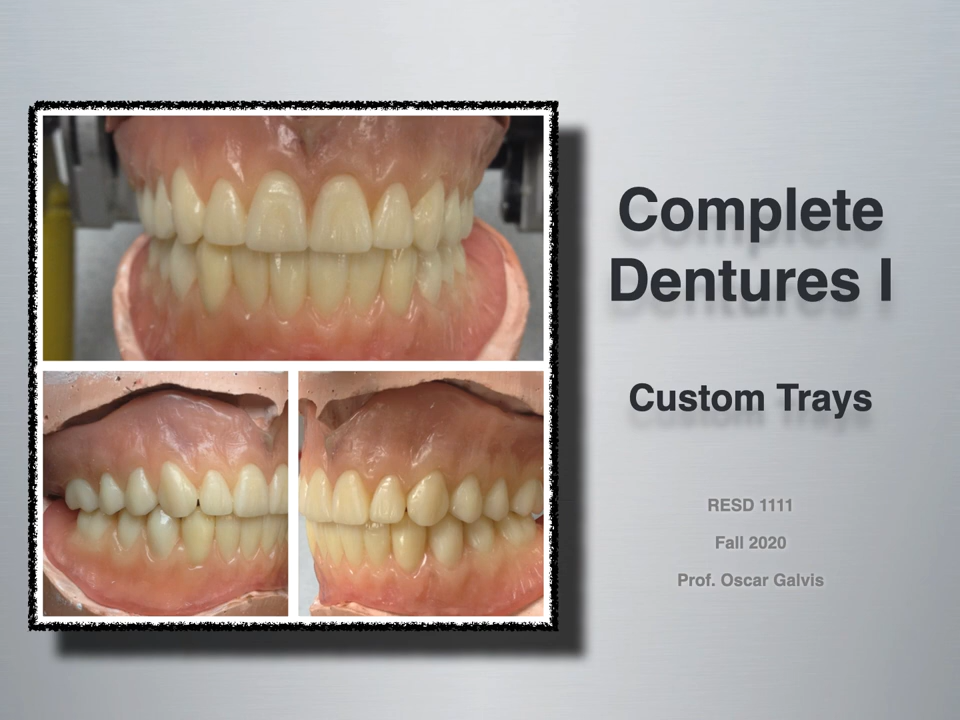 Complete
Dentures I
Custom Trays
RESD 1111
Fall 2020
Prof. Oscar Galvis